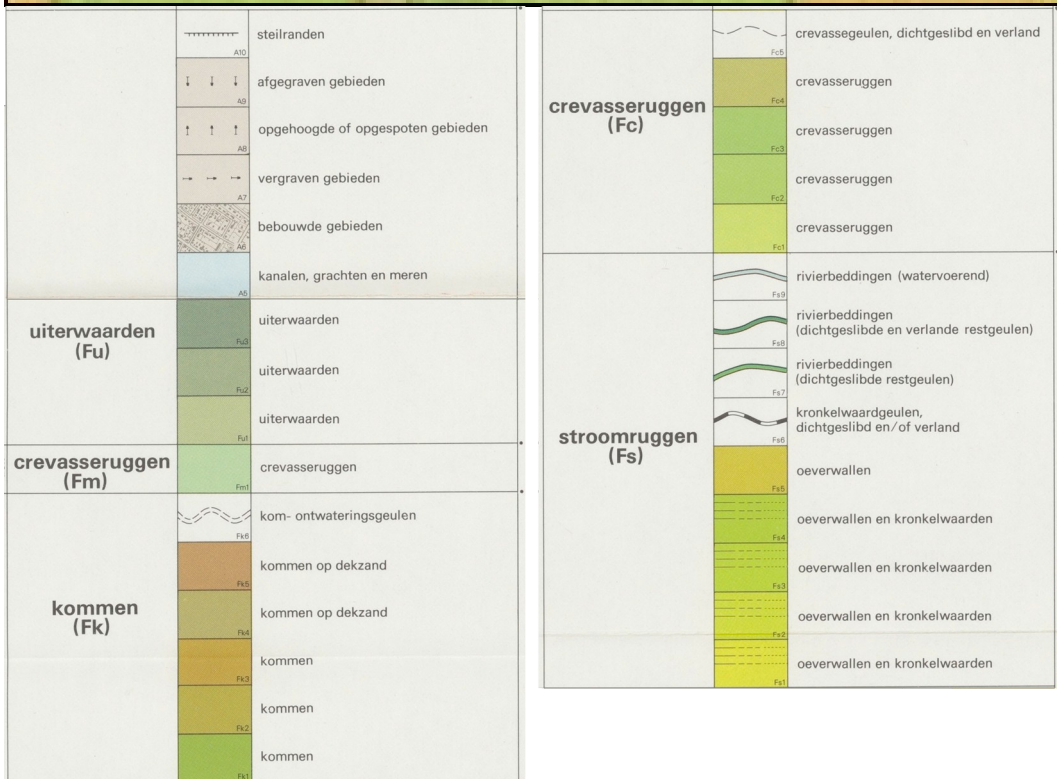 steilranden
A10
afgegraven gebieden
A9
opgehoogde of opgespoten gebieden
A8
vergraven gebieden
A7
bebouwde gebieden
A6
kanalen, grachten en meren
A5
uiterwaarden
(Fu)
uiterwaarden
Fu3
uiterwaarden
Fu2
uiterwaarden
Fu1
crevasseruggen
(Fm)
crevasseruggen
Fm1
kommen
(Fk)
kom- ontwateringsgeulen
Fk6
kommen op dekzand
Fk5
kommen op dekzand
Fk4
kommen
Fk3
kommen
Fk2
kommen
Fk1
crevasseruggen
(Fc)
crevassegeulen, dichtgeslibd en verland
Fc5
crevasseruggen
Fc4
crevasseruggen
Fc3
crevasseruggen
Fc2
crevasseruggen
Fc1
stroomruggen
(Fs)
rivierbeddingen (watervoerend)
Fs9
rivierbeddingen
(dichtgeslibde en verlande restgeulen)
Fs8
rivierbeddingen
(dichtgeslibde restgeulen)
Fs7
kronkelwaardgeulen,
dichtgeslibd en/of verland
Fs6
oeverwallen
Fs5
oeverwallen en kronkelwaarden
Fs4
oeverwallen en kronkelwaarden
Fs3
oeverwallen en kronkelwaarden
Fs2
oeverwallen en kronkelwaarden
Fs1